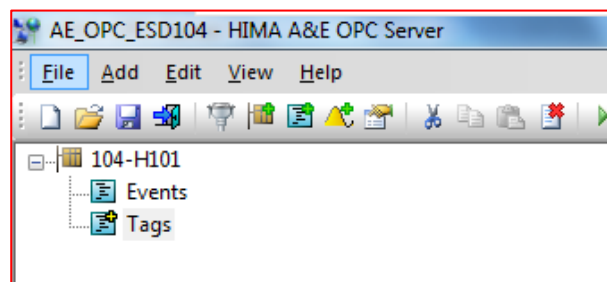 AE_OPC_ESD104 - HIMA A&E OPC Server
File Add Edit View Help
104-H101
Events
Tags